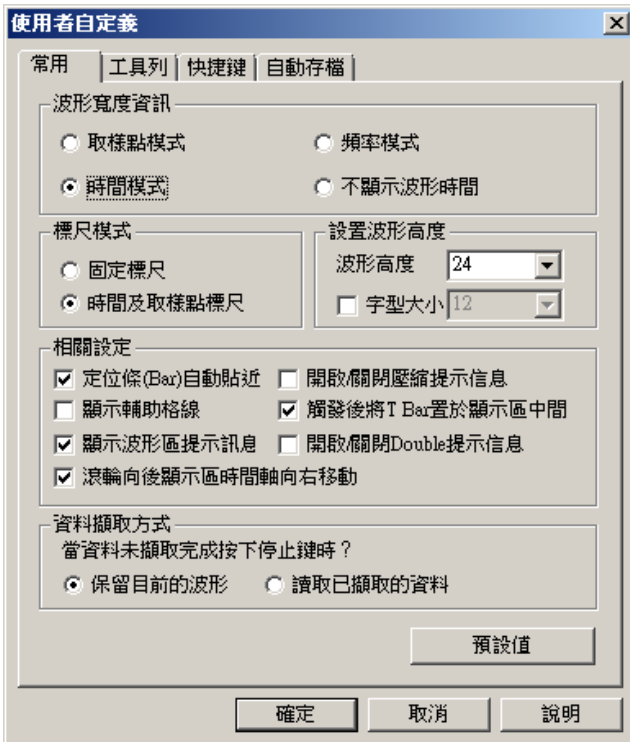 使用者自定義
常用 工具列 快捷鍵 自動存檔
波形寬度資訊
取樣點模式 頻率模式
時間模式 不顯示波形時間
標尺模式
固定標尺
時間及取樣點標尺
設置波形高度
波形高度 24
字型大小 12
相關設定
定位條(Bar)自動貼近 開啟/關閉壓縮提示信息
顯示輔助格線 觸發後將T Bar置於顯示區中間
顯示波形區提示訊息 開啟/關閉Double提示信息
滾輪向後顯示區時間軸向右移動
資料擷取方式
當資料未擷取完成按下停止鍵時？
保留目前的波形 讀取已擷取的資料
預設值
確定 取消 說明